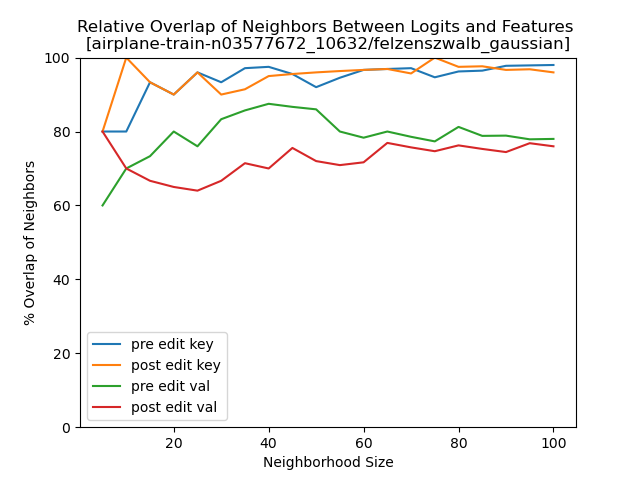 Relative Overlap of Neighbors Between Logits and Features
[airplane-train-n03577672_10632/felzenszwalb_gaussian]
100
80
60
40
20
0
% Overlap of Neighbors
pre edit key
post edit key
pre edit val
post edit val
20 40 60 80 100
Neighborhood Size